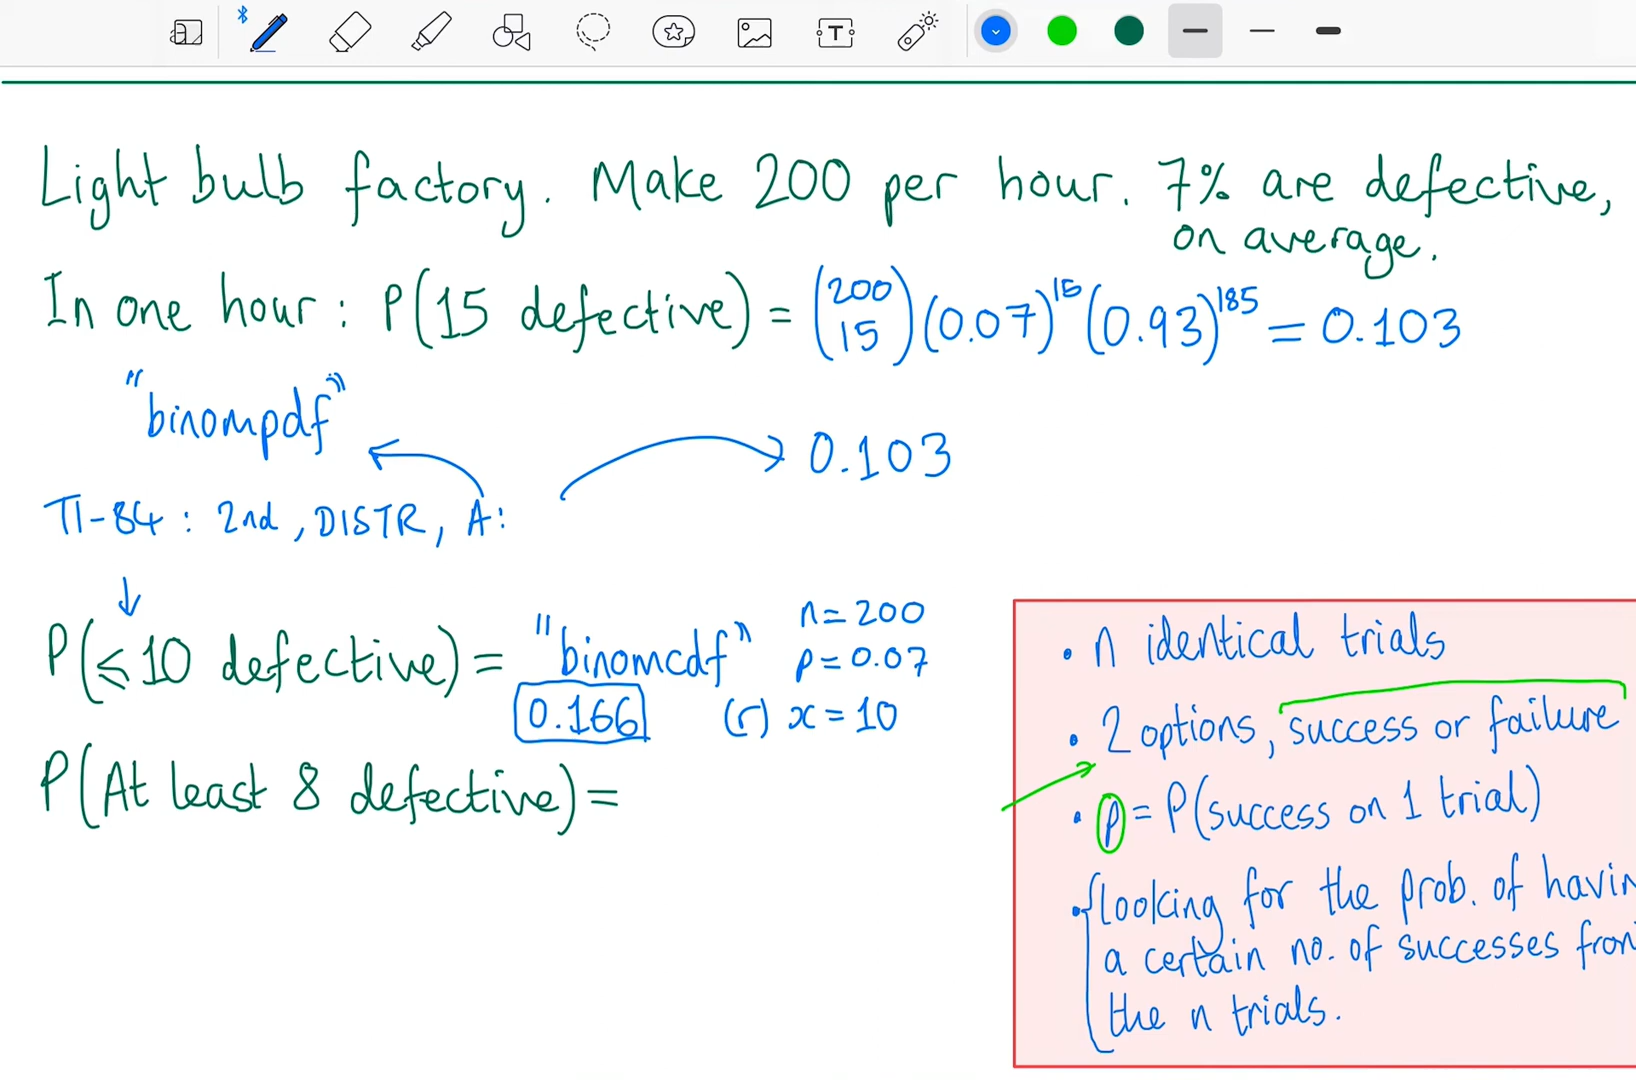 Light bulb factory. Make 200 per hour. 7% are defective,
on average.
In one hour: P(15 defective) = (200 15)(0.07)^15 (0.93)^185 = 0.103
"binompdf"
0.103
TI-84: 2nd, DISTR, A:
P(≤10 defective) = "binomcdf"
n=200
p=0.07
0.166
(r) x=10
P(At least 8 defective)=
• n identical trials
• 2 options, success or failure
• p = P(success on 1 trial)
• looking for the prob. of havin
a certain no. of successes from
the n trials.
T